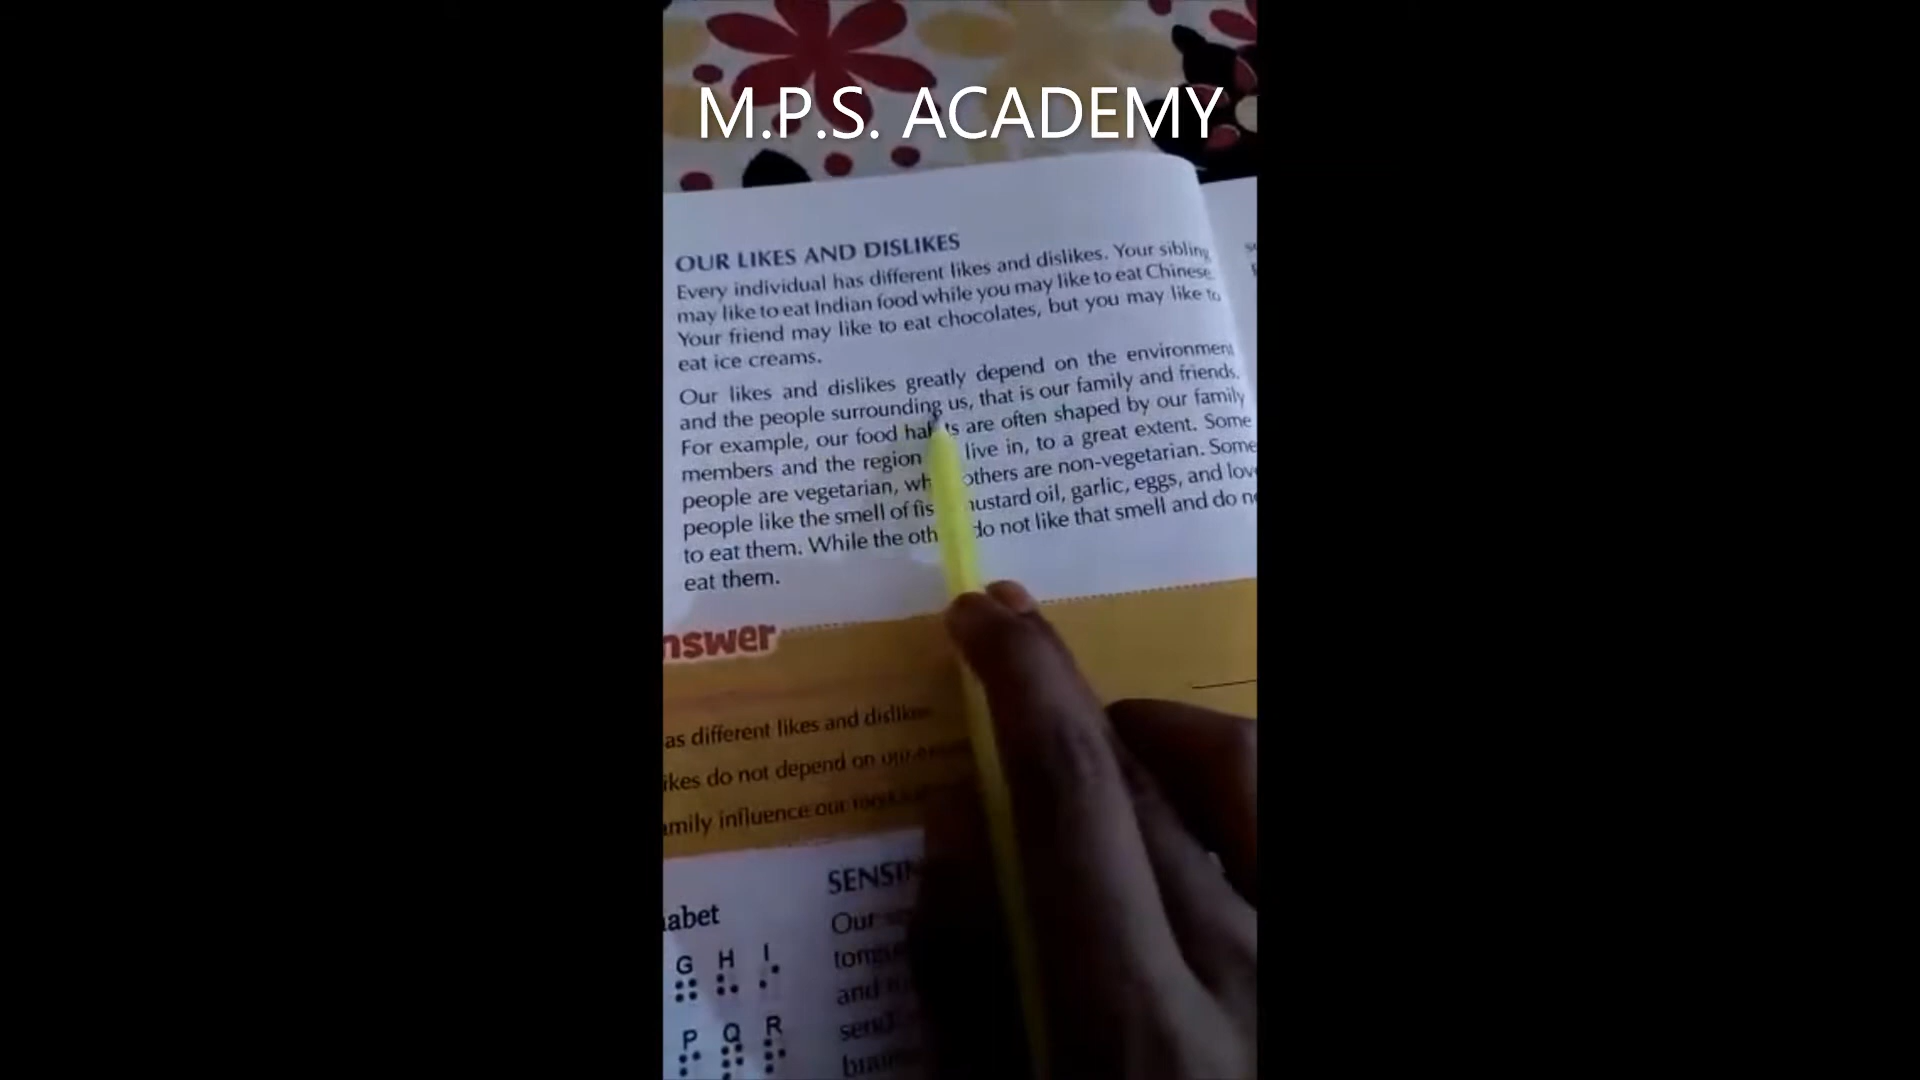 M.P.S. ACADEMY
OUR LIKES AND DISLIKES
Every individual has different likes and dislikes. Your sibling
may like to eat Indian food while you may like to eat Chinese.
Your friend may like to eat chocolates, but you may like to
eat ice creams.
Our likes and dislikes greatly depend on the environment
and the people surrounding us, that is our family and friends.
For example, our food habits are often shaped by our family
members and the region live in, to a great extent. Some
people are vegetarian, others are non-vegetarian. Some
people like the smell of mustard oil, garlic, eggs, and
to eat them. While the do not like that smell and do
eat them.
nswer
as different likes and dislikes
ikes do not depend on
amily influence our
SENSIN
abet
Our
G H I
and
P Q R